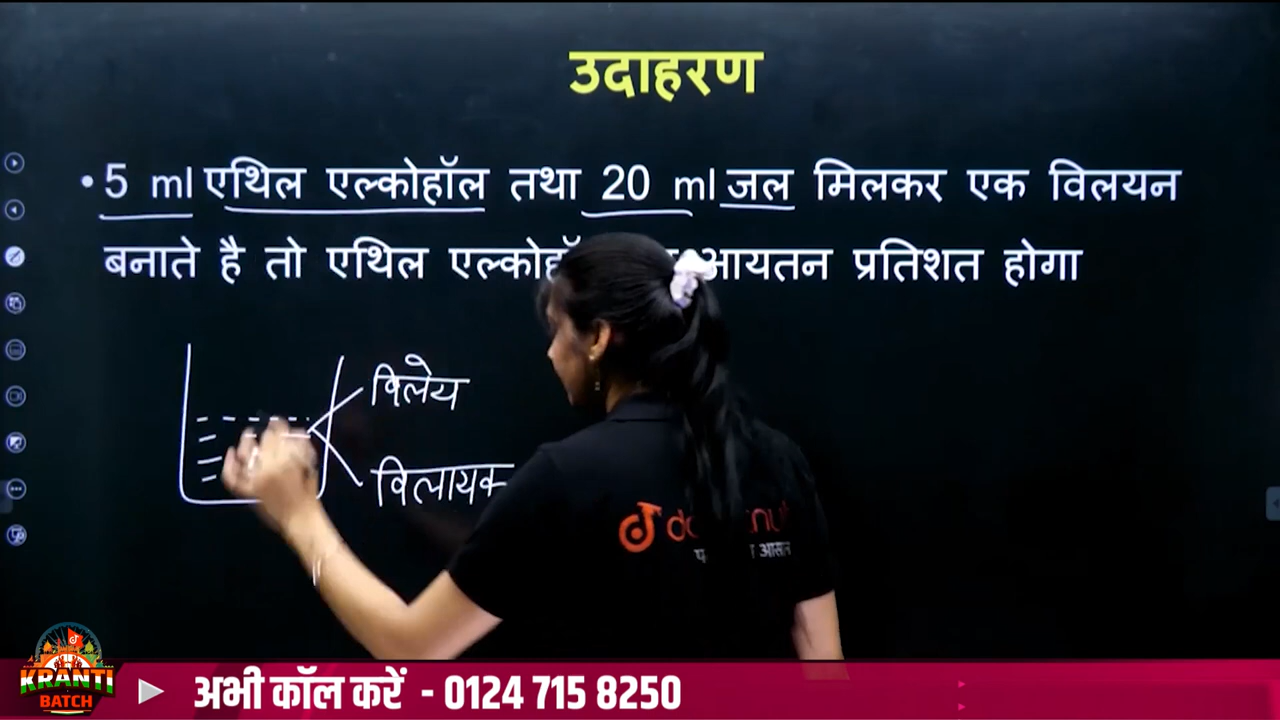 उदाहरण
• 5 ml एथिल एल्कोहॉल तथा 20 ml जल मिलकर एक विलयन
बनाते है तो एथिल आयतन प्रतिशत होगा
विलेय
विलायक
आसान
KRANTI
BATCH
अभी कॉल करें - 0124 715 8250